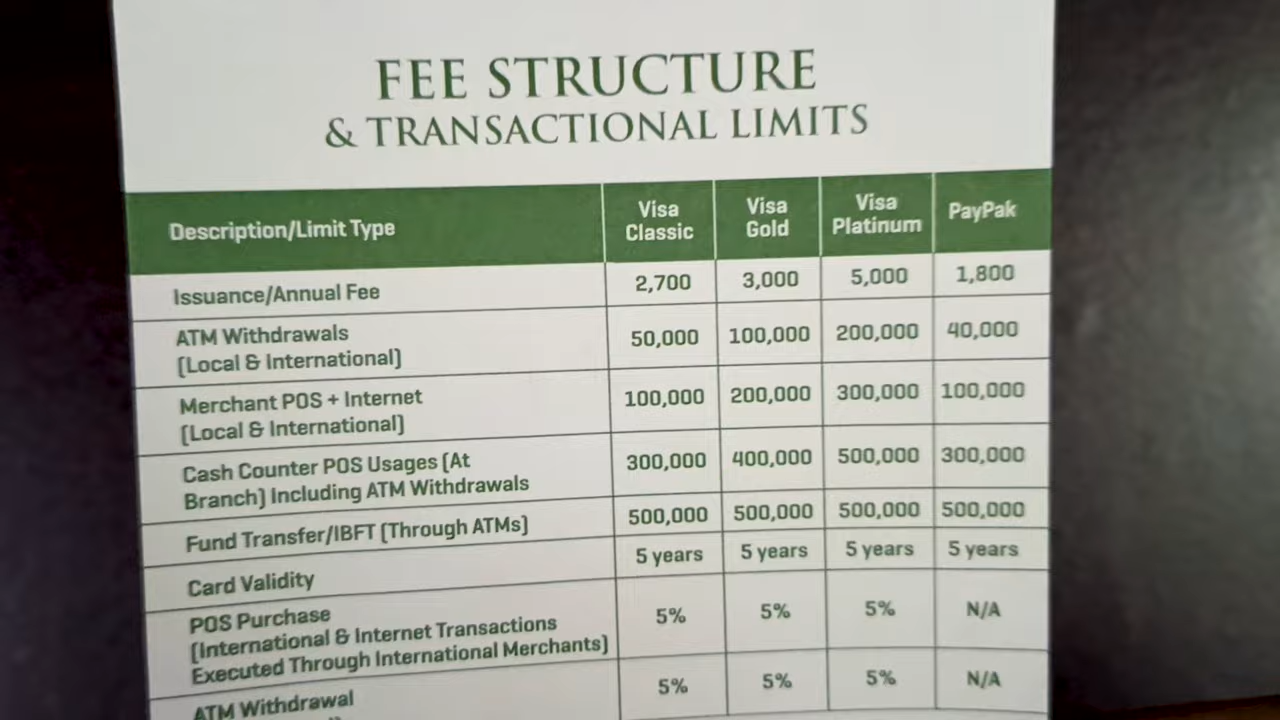 FEE STRUCTURE
& TRANSACTIONAL LIMITS
Description/Limit Type Visa Classic Visa Gold Visa Platinum PayPak
Issuance/Annual Fee 2,700 3,000 5,000 1,800
ATM Withdrawals
(Local & International) 50,000 100,000 200,000 40,000
Merchant POS + Internet
(Local & International) 100,000 200,000 300,000 100,000
Cash Counter POS Usages (At
Branch) Including ATM Withdrawals 300,000 400,000 500,000 300,000
Fund Transfer/IBFT (Through ATMs) 500,000 500,000 500,000 500,000
Card Validity 5 years 5 years 5 years 5 years
POS Purchase
(International & Internet Transactions
Executed Through International Merchants) 5% 5% 5% N/A
ATM Withdrawal 5% 5% 5% N/A